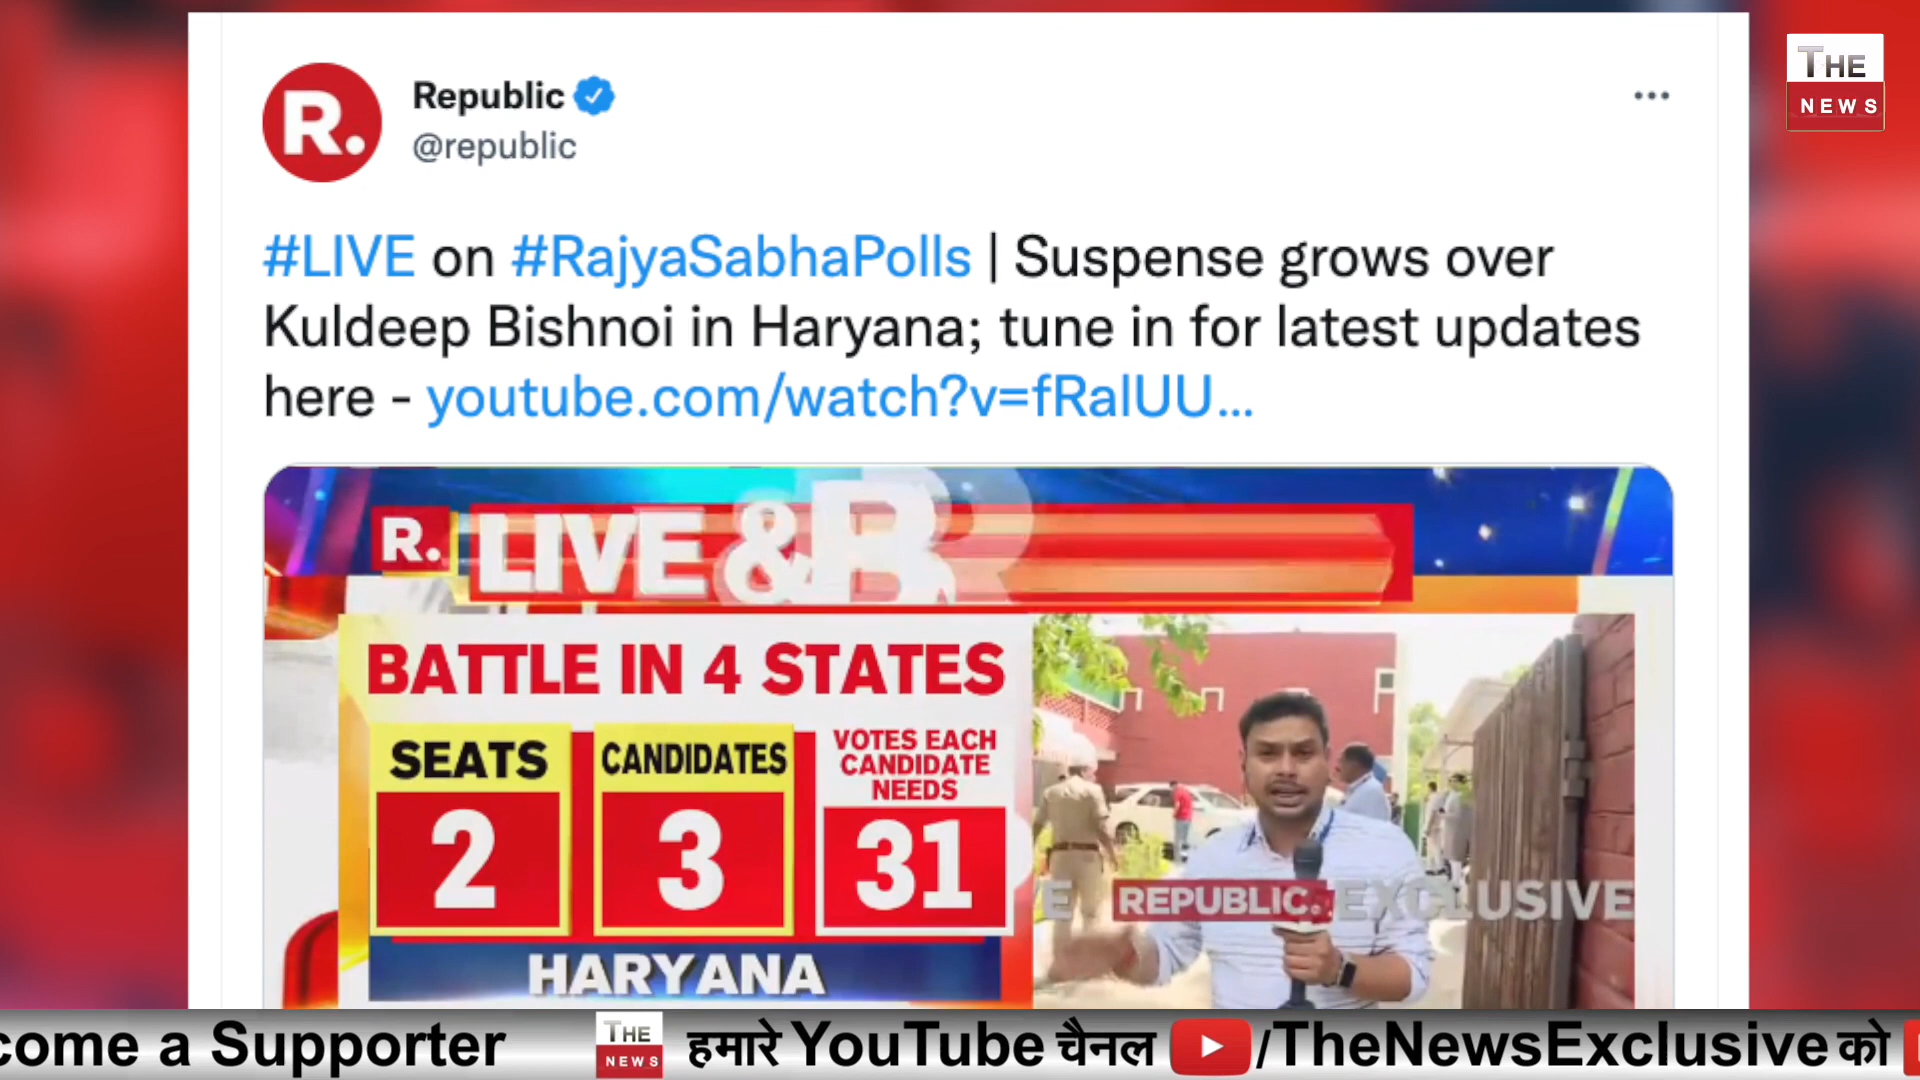 THE
NEWS
R.
Republic
@republic
#LIVE on #RajyaSabhaPolls | Suspense grows over
Kuldeep Bishnoi in Haryana; tune in for latest updates
here - youtube.com/watch?v=fRalUU...
R. LIVE &
BATTLE IN 4 STATES
SEATS
2
CANDIDATES
3
VOTES EACH
CANDIDATE
NEEDS
31
HARYANA
REPUBLIC. EXCLUSIVE
come a Supporter THE NEWS हमारे YouTube चैनल /TheNewsExclusive को